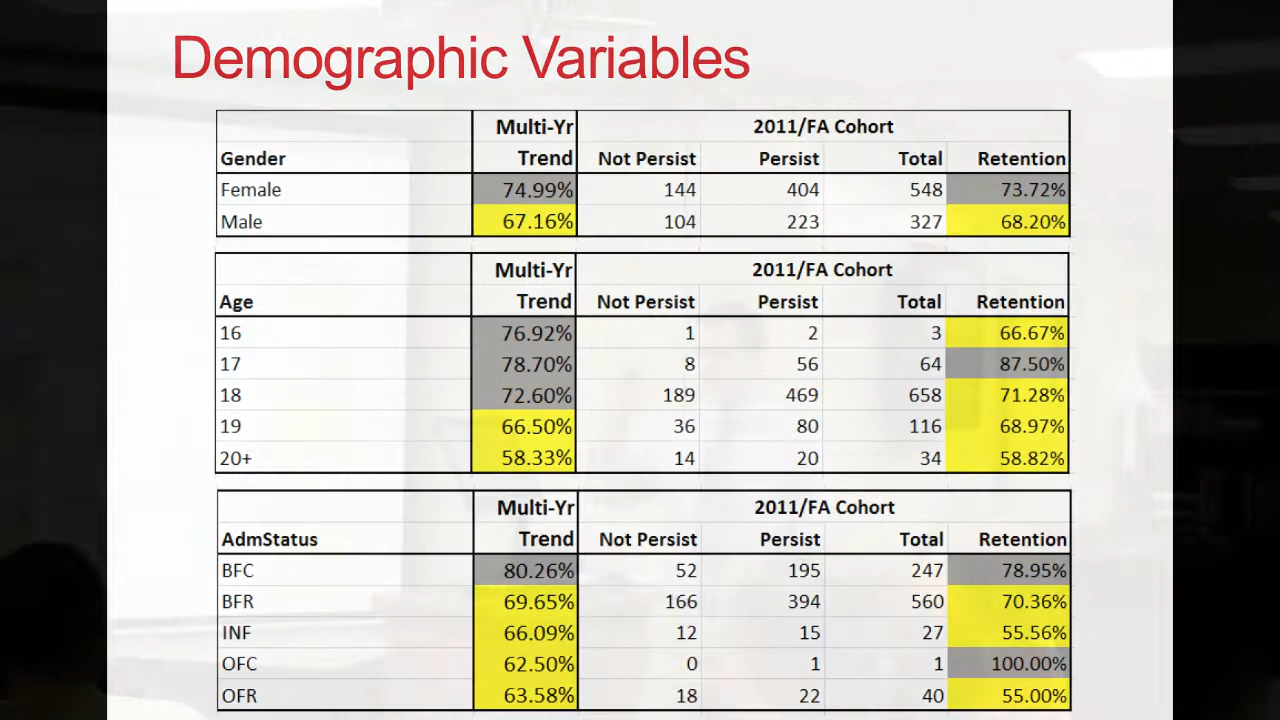 Demographic Variables
Multi-Yr 2011/FA Cohort
Gender Trend Not Persist Persist Total Retention
Female 74.99% 144 404 548 73.72%
Male 67.16% 104 223 327 68.20%
Multi-Yr 2011/FA Cohort
Age Trend Not Persist Persist Total Retention
16 76.92% 1 2 3 66.67%
17 78.70% 8 56 64 87.50%
18 72.60% 189 469 658 71.28%
19 66.50% 36 80 116 68.97%
20+ 58.33% 14 20 34 58.82%
Multi-Yr 2011/FA Cohort
AdmStatus Trend Not Persist Persist Total Retention
BFC 80.26% 52 195 247 78.95%
BFR 69.65% 166 394 560 70.36%
INF 66.09% 12 15 27 55.56%
OFC 62.50% 0 1 1 100.00%
OFR 63.58% 18 22 40 55.00%